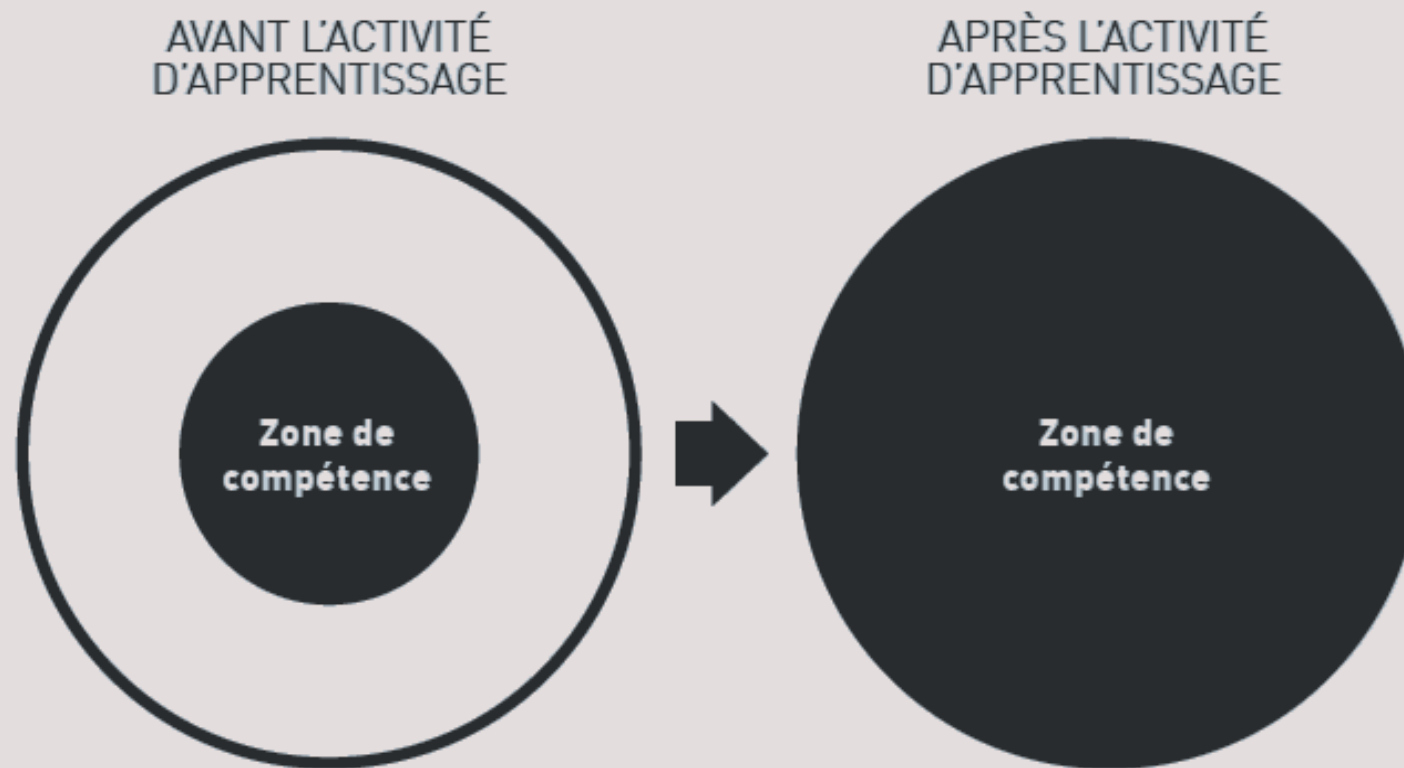 AVANT L'ACTIVITÉ
D'APPRENTISSAGE
APRÈS L'ACTIVITÉ
D'APPRENTISSAGE
Zone de
compétence
Zone de
compétence